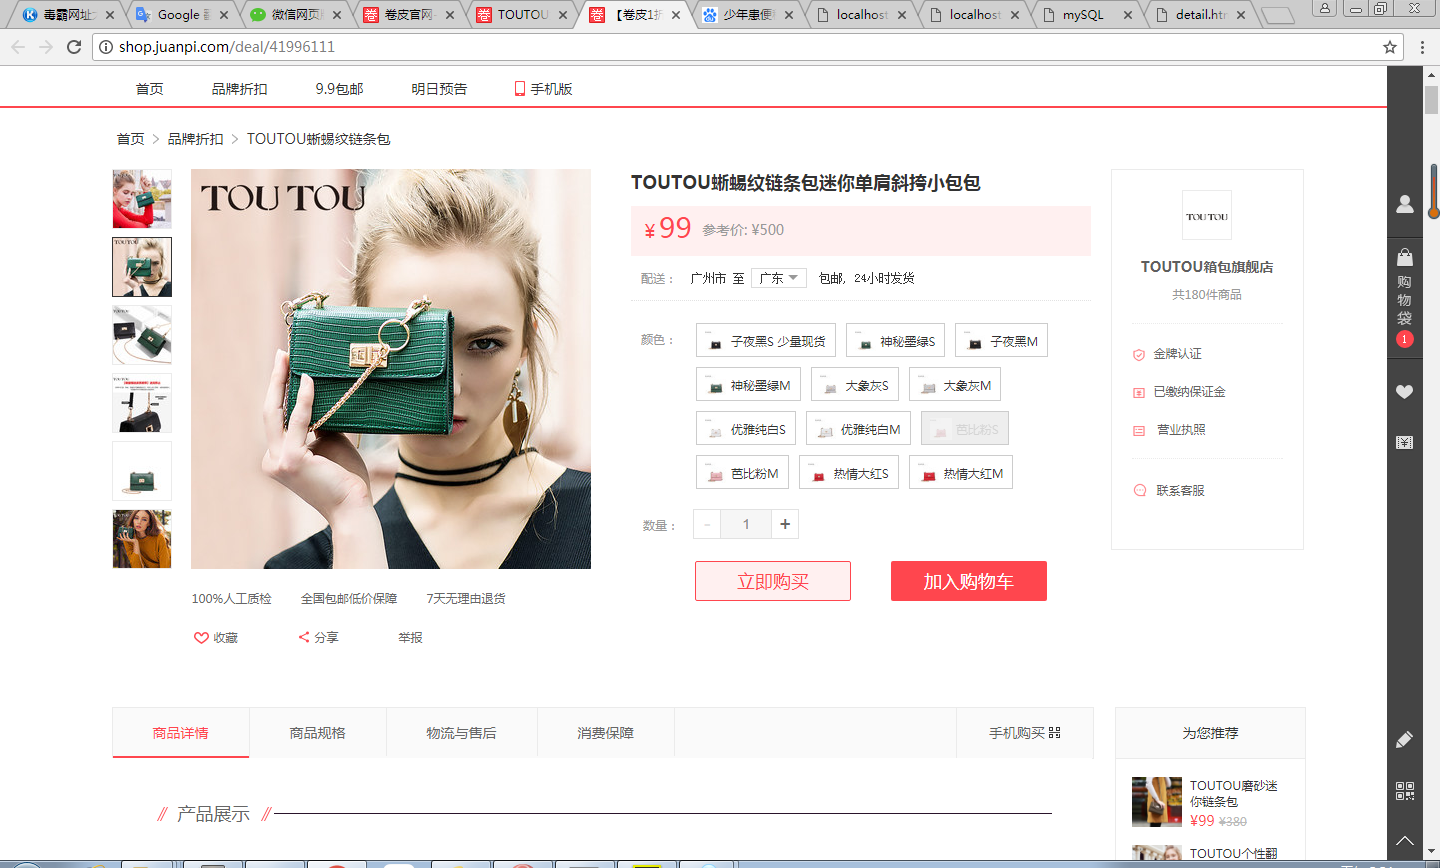 毒霸网址
Google
微信网页
卷皮官网
TOUTOU
【卷皮1折
少年患便
localhost
localhost
mySQL
detail.htm
shop.juanpi.com/deal/41996111
首页
品牌折扣
9.9包邮
明日预告
手机版
首页 > 品牌折扣 > TOUTOU蜥蜴纹链条包
TOU TOU
TOUTOU蜥蜴纹链条包迷你单肩斜挎小包包
¥99 参考价: ¥500
配送： 广州市 至 广东 包邮, 24小时发货
颜色：
子夜黑S 少量现货
神秘墨绿S
子夜黑M
神秘墨绿M
大象灰S
大象灰M
优雅纯白S
优雅纯白M
芭比粉S
芭比粉M
热情大红S
热情大红M
数量： - 1 +
立即购买
加入购物车
100%人工质检
全国包邮低价保障
7天无理由退货
收藏
分享
举报
TOU TOU
TOUTOU箱包旗舰店
共180件商品
金牌认证
已缴纳保证金
营业执照
联系客服
购
物
袋
1
商品详情
商品规格
物流与售后
消费保障
手机购买
为您推荐
// 产品展示 //
TOUTOU磨砂迷
你链条包
¥99 ¥380
TOUTOU个性翻